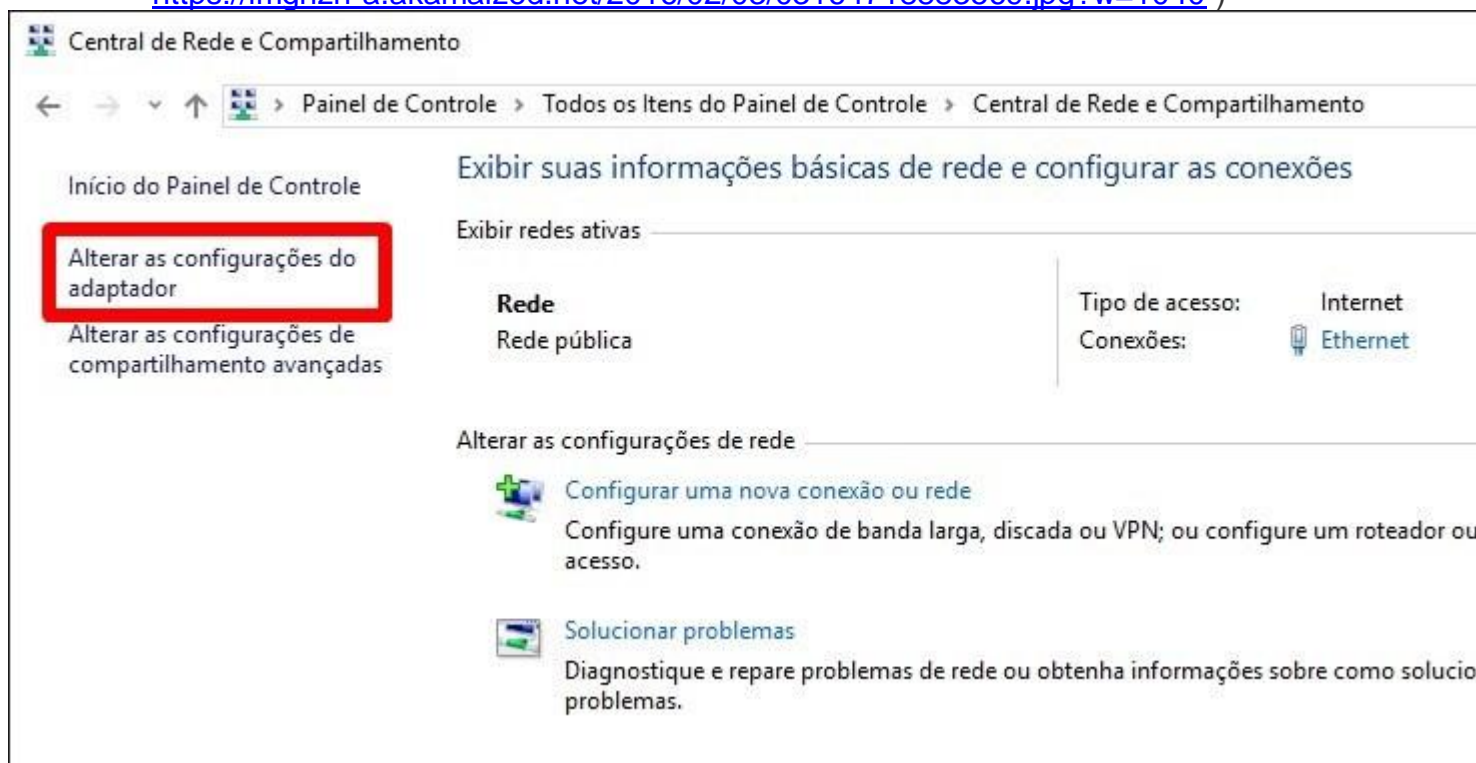 Central de Rede e Compartilhamento
Painel de Controle > Todos os Itens do Painel de Controle > Central de Rede e Compartilhamento
Início do Painel de Controle
Alterar as configurações do
adaptador
Alterar as configurações de
compartilhamento avançadas
Exibir suas informações básicas de rede e configurar as conexões
Exibir redes ativas
Rede
Rede pública
Tipo de acesso: Internet
Conexões: Ethernet
Alterar as configurações de rede
Configurar uma nova conexão ou rede
Configure uma conexão de banda larga, discada ou VPN; ou configure um roteador ou
acesso.
Solucionar problemas
Diagnostique e repare problemas de rede ou obtenha informações sobre como solucio
problemas.